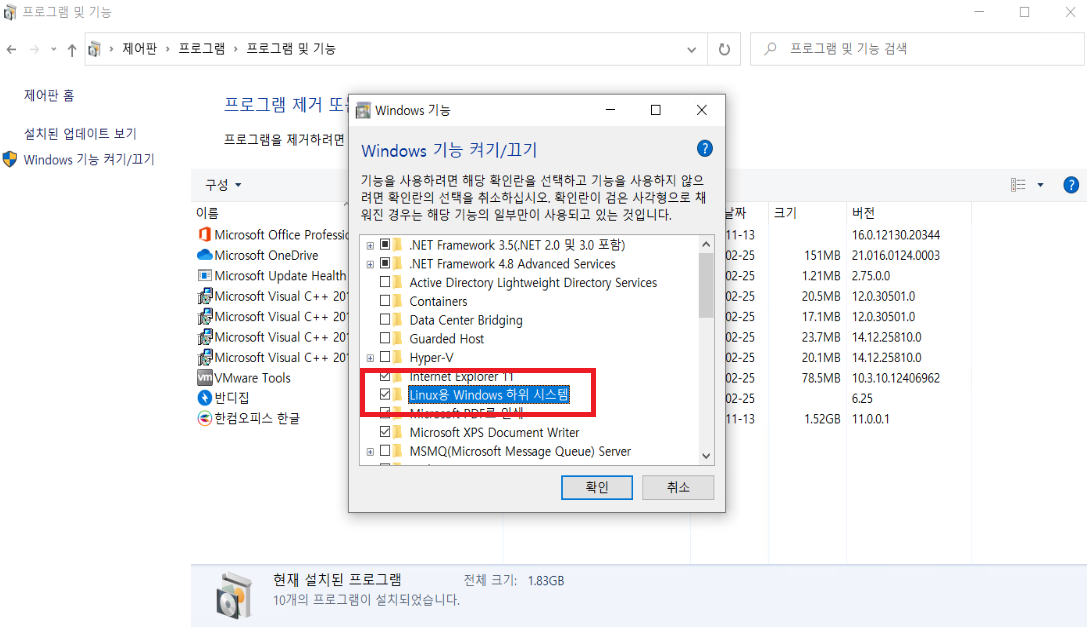 프로그램 및 기능
제어판 › 프로그램 › 프로그램 및 기능
프로그램 및 기능 검색
제어판 홈
설치된 업데이트 보기
Windows 기능 켜기/끄기
프로그램 제거 또는
프로그램을 제거하려면
구성
이름
날짜 크기 버전
Microsoft Office Professio 11-13 16.0.12130.20344
Microsoft OneDrive 02-25 151MB 21.016.0124.0003
Microsoft Update Health 02-25 1.21MB 2.75.0.0
Microsoft Visual C++ 201 02-25 20.5MB 12.0.30501.0
Microsoft Visual C++ 201 02-25 17.1MB 12.0.30501.0
Microsoft Visual C++ 201 02-25 23.7MB 14.12.25810.0
Microsoft Visual C++ 201 02-25 20.1MB 14.12.25810.0
VMware Tools 02-25 78.5MB 10.3.10.12406962
반디집 02-25 6.25
한컴오피스 한글 11-13 1.52GB 11.0.0.1
Windows 기능
Windows 기능 켜기/끄기
기능을 사용하려면 해당 확인란을 선택하고 기능을 사용하지 않으
려면 확인란의 선택을 취소하십시오. 확인란이 검은 사각형으로 채
워진 경우는 해당 기능의 일부만이 사용되고 있는 것입니다.
.NET Framework 3.5(.NET 2.0 및 3.0 포함)
.NET Framework 4.8 Advanced Services
Active Directory Lightweight Directory Services
Containers
Data Center Bridging
Guarded Host
Hyper-V
Internet Explorer 11
Linux용 Windows 하위 시스템
Microsoft PDF로 인쇄
Microsoft XPS Document Writer
MSMQ(Microsoft Message Queue) Server
확인 취소
현재 설치된 프로그램 전체 크기: 1.83GB
10개의 프로그램이 설치되었습니다.